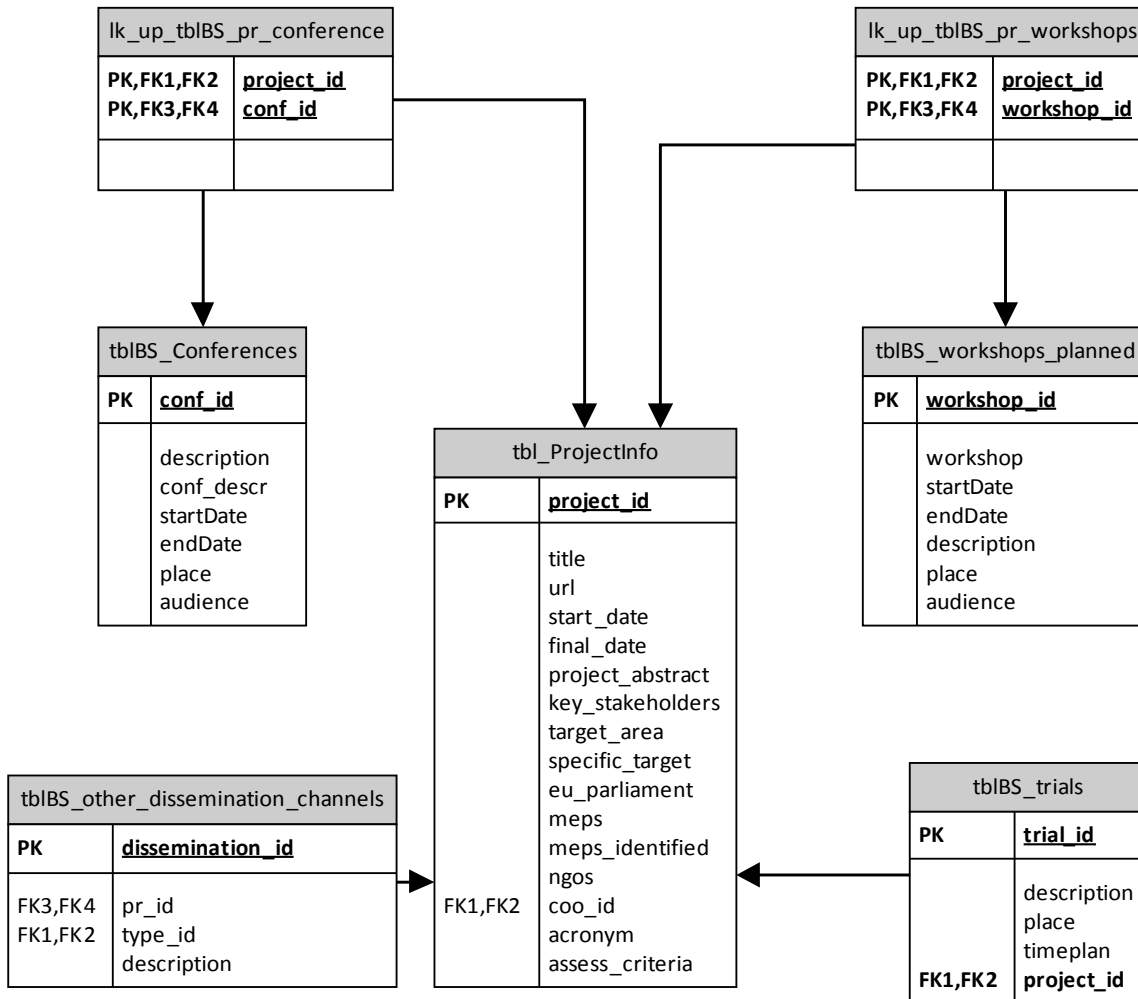 lk_up_tblBS_pr_conference
PK,FK1,FK2 project_id
PK,FK3,FK4 conf_id
lk_up_tblBS_pr_workshops
PK,FK1,FK2 project_id
PK,FK3,FK4 workshop_id
tblBS_Conferences
PK conf_id
description
conf_descr
startDate
endDate
place
audience
tblBS_workshops_planned
PK workshop_id
workshop
startDate
endDate
description
place
audience
tbl_ProjectInfo
PK project_id
title
url
start_date
final_date
project_abstract
key_stakeholders
target_area
specific_target
eu_parliament
meps
meps_identified
ngos
FK1,FK2 coo_id
acronym
assess_criteria
tblBS_other_dissemination_channels
PK dissemination_id
FK3,FK4 pr_id
FK1,FK2 type_id
description
tblBS_trials
PK trial_id
description
place
timeplan
FK1,FK2 project_id